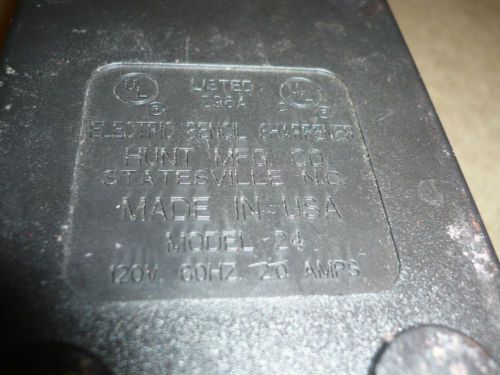 UL LISTED UL
296A
ELECTRIC PENCIL SHARPENER
HUNT MFG. CO.
STATESVILLE N.C.
MADE IN USA
MODEL 24
120V. 60HZ. 2.0 AMPS